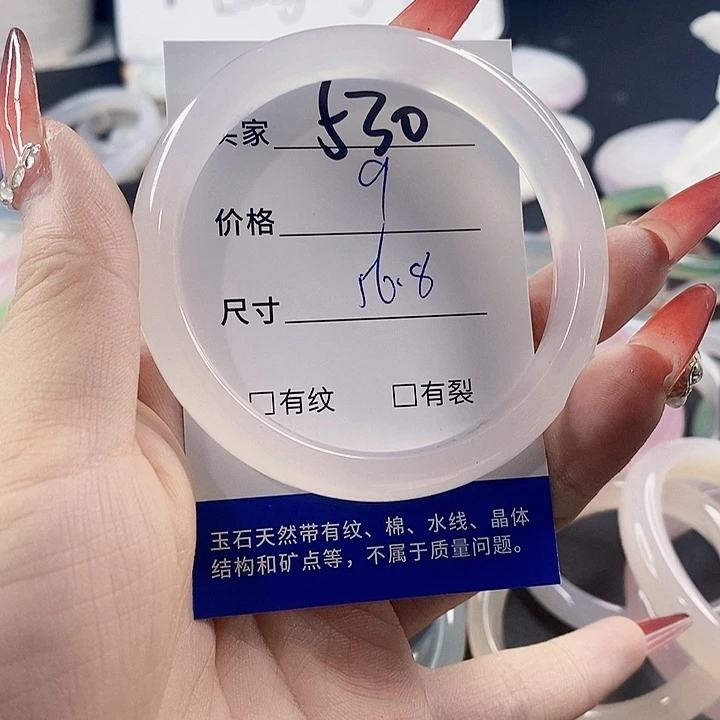 家 530
价格 9
尺寸 56.8
□有纹 □有裂
玉石天然带有纹、棉、水线、晶体
结构和矿点等，不属于质量问题。